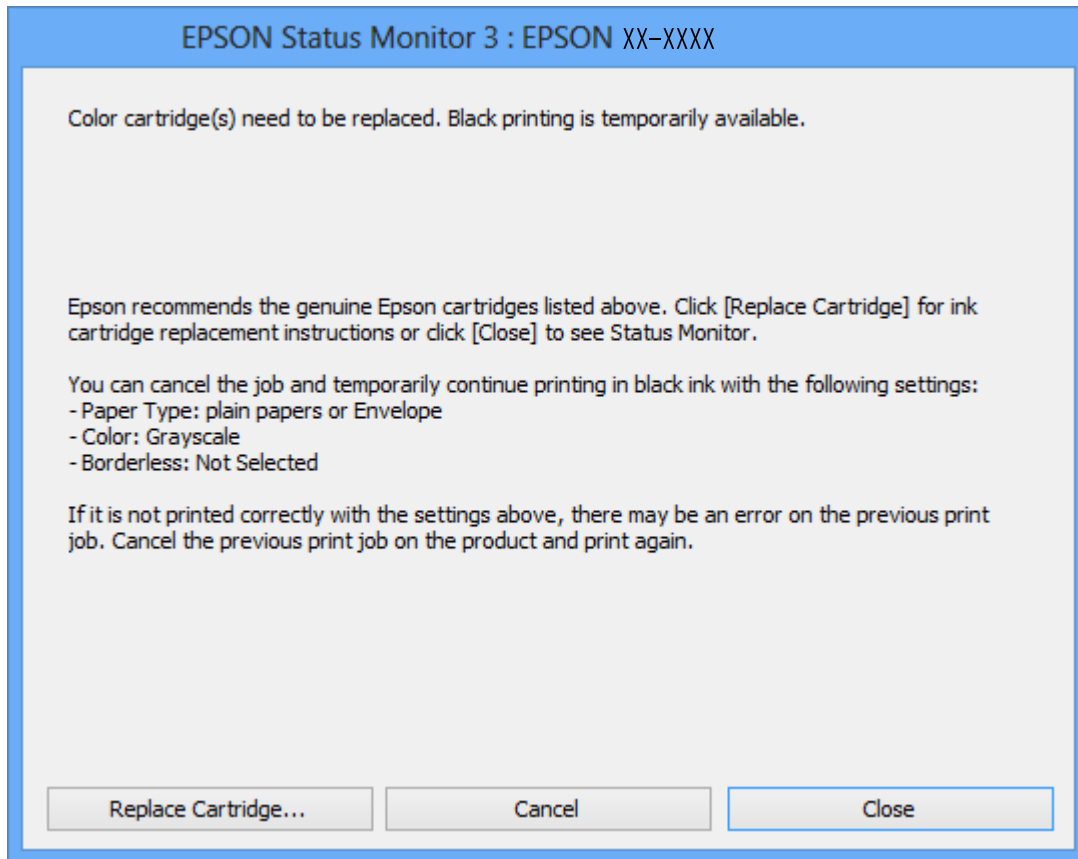 EPSON Status Monitor 3 : EPSON XX-XXXX
Color cartridge(s) need to be replaced. Black printing is temporarily available.
Epson recommends the genuine Epson cartridges listed above. Click [Replace Cartridge] for ink
cartridge replacement instructions or click [Close] to see Status Monitor.
You can cancel the job and temporarily continue printing in black ink with the following settings:
- Paper Type: plain papers or Envelope
- Color: Grayscale
- Borderless: Not Selected
If it is not printed correctly with the settings above, there may be an error on the previous print
job. Cancel the previous print job on the product and print again.
Replace Cartridge... Cancel Close